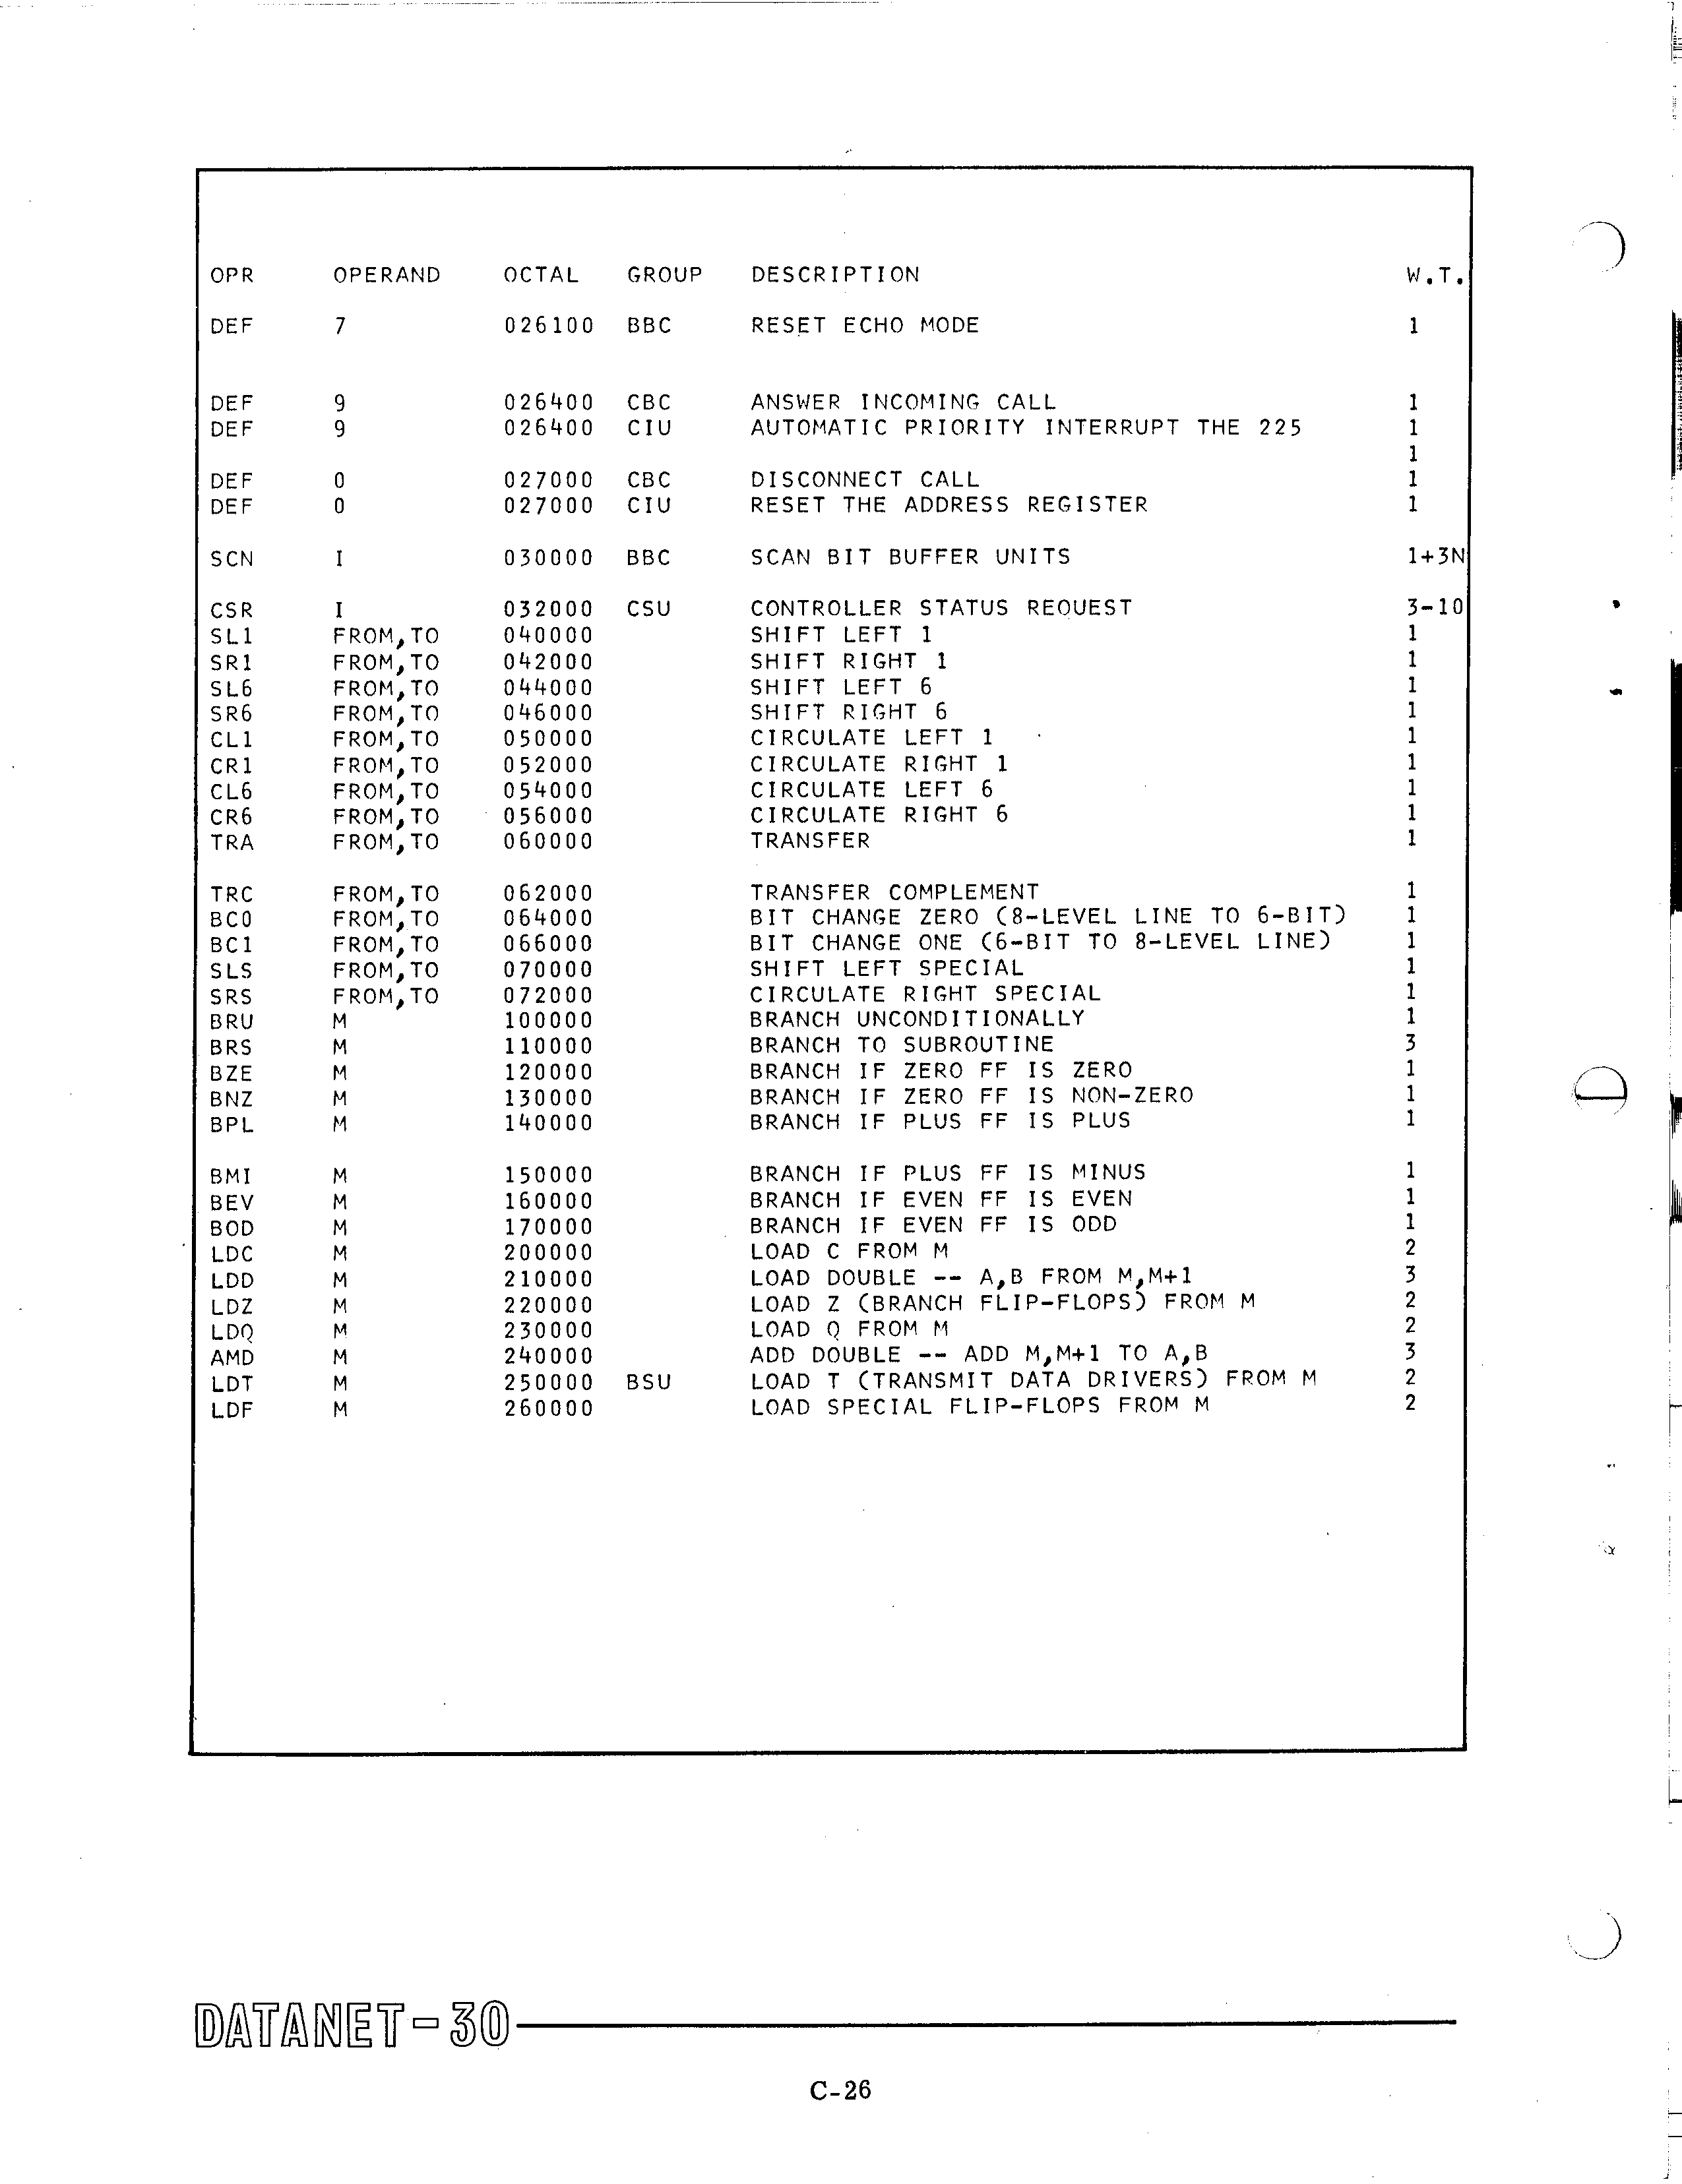 OPR OPERAND OCTAL GROUP DESCRIPTION W.T.
DEF 7 026100 BBC RESET ECHO MODE 1
DEF 9 026400 CBC ANSWER INCOMING CALL 1
DEF 9 026400 CIU AUTOMATIC PRIORITY INTERRUPT THE 225 1
1
DEF 0 027000 CBC DISCONNECT CALL 1
DEF 0 027000 CIU RESET THE ADDRESS REGISTER 1
SCN I 030000 BBC SCAN BIT BUFFER UNITS 1+3N
CSR I 032000 CSU CONTROLLER STATUS REQUEST 3-10
SL1 FROM,TO 040000 SHIFT LEFT 1 1
SR1 FROM,TO 042000 SHIFT RIGHT 1 1
SL6 FROM,TO 044000 SHIFT LEFT 6 1
SR6 FROM,TO 046000 SHIFT RIGHT 6 1
CL1 FROM,TO 050000 CIRCULATE LEFT 1 1
CR1 FROM,TO 052000 CIRCULATE RIGHT 1 1
CL6 FROM,TO 054000 CIRCULATE LEFT 6 1
CR6 FROM,TO 056000 CIRCULATE RIGHT 6 1
TRA FROM,TO 060000 TRANSFER 1
TRC FROM,TO 062000 TRANSFER COMPLEMENT 1
BC0 FROM,TO 064000 BIT CHANGE ZERO (8-LEVEL LINE TO 6-BIT) 1
BC1 FROM,TO 066000 BIT CHANGE ONE (6-BIT TO 8-LEVEL LINE) 1
SLS FROM,TO 070000 SHIFT LEFT SPECIAL 1
SRS FROM,TO 072000 CIRCULATE RIGHT SPECIAL 1
BRU M 100000 BRANCH UNCONDITIONALLY 1
BRS M 110000 BRANCH TO SUBROUTINE 3
BZE M 120000 BRANCH IF ZERO FF IS ZERO 1
BNZ M 130000 BRANCH IF ZERO FF IS NON-ZERO 1
BPL M 140000 BRANCH IF PLUS FF IS PLUS 1
BMI M 150000 BRANCH IF PLUS FF IS MINUS 1
BEV M 160000 BRANCH IF EVEN FF IS EVEN 1
BOD M 170000 BRANCH IF EVEN FF IS ODD 1
LDC M 200000 LOAD C FROM M 2
LDD M 210000 LOAD DOUBLE -- A,B FROM M,M+1 3
LDZ M 220000 LOAD Z (BRANCH FLIP-FLOPS) FROM M 2
LDQ M 230000 LOAD Q FROM M 2
AMD M 240000 ADD DOUBLE -- ADD M,M+1 TO A,B 3
LDT M 250000 BSU LOAD T (TRANSMIT DATA DRIVERS) FROM M 2
LDF M 260000 LOAD SPECIAL FLIP-FLOPS FROM M 2
DATANET-30
C-26